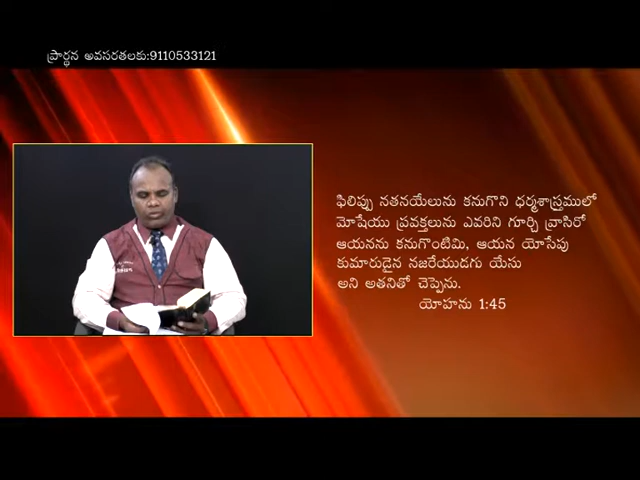 ప్రార్థన అవసరతలకు:9110533121
ఫిలిప్పు నతనయేలును కనుగొని ధర్మశాస్త్రములో
మోషేయు ప్రవక్తలును ఎవరిని గూర్చి వ్రాసిరో
ఆయనను కనుగొంటిమి, ఆయన యోసేపు
కుమారుడైన నజరేయుడగు యేసు
అని అతనితో చెప్పెను.
యోహను 1:45